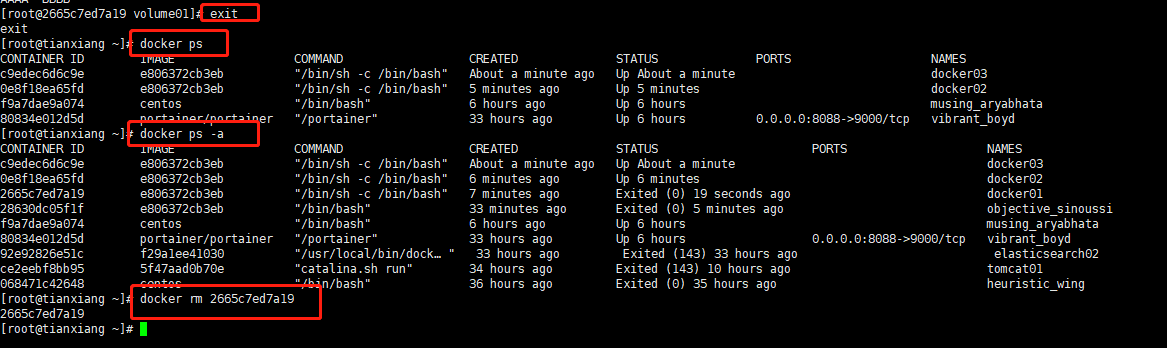 AAAA  BBBB
[root@2665c7ed7a19 volume01]# exit
exit
[root@tianxiang ~]# docker ps
CONTAINER ID        IMAGE                 COMMAND                  CREATED              STATUS              PORTS                    NAMES
c9edec6d6c9e        e806372cb3eb          "/bin/sh -c /bin/bash"   About a minute ago   Up About a minute                            docker03
0e8f18ea65fd        e806372cb3eb          "/bin/sh -c /bin/bash"   5 minutes ago        Up 5 minutes                                 docker02
f9a7dae9a074        centos                "/bin/bash"              6 hours ago          Up 6 hours                                   musing_aryabhata
80834e012d5d        portainer/portainer   "/portainer"             33 hours ago         Up 6 hours          0.0.0.0:8088->9000/tcp   vibrant_boyd
[root@tianxiang ~]# docker ps -a
CONTAINER ID        IMAGE                 COMMAND                  CREATED              STATUS                      PORTS                    NAMES
c9edec6d6c9e        e806372cb3eb          "/bin/sh -c /bin/bash"   About a minute ago   Up About a minute                                    docker03
0e8f18ea65fd        e806372cb3eb          "/bin/sh -c /bin/bash"   6 minutes ago        Up 6 minutes                                         docker02
2665c7ed7a19        e806372cb3eb          "/bin/sh -c /bin/bash"   7 minutes ago        Exited (0) 19 seconds ago                            docker01
28630dc05f1f        e806372cb3eb          "/bin/bash"              33 minutes ago       Exited (0) 5 minutes ago                             objective_sinoussi
f9a7dae9a074        centos                "/bin/bash"              6 hours ago          Up 6 hours                                           musing_aryabhata
80834e012d5d        portainer/portainer   "/portainer"             33 hours ago         Up 6 hours                  0.0.0.0:8088->9000/tcp   vibrant_boyd
92e92826e51c        f29a1ee41030          "/usr/local/bin/dock… "   33 hours ago         Exited (143) 33 hours ago                            elasticsearch02
ce2eebf8bb95        5f47aad0b70e          "catalina.sh run"        34 hours ago         Exited (143) 10 hours ago                            tomcat01
068471c42648        centos                "/bin/bash"              36 hours ago         Exited (0) 35 hours ago                              heuristic_wing
[root@tianxiang ~]# docker rm 2665c7ed7a19
2665c7ed7a19
[root@tianxiang ~]#